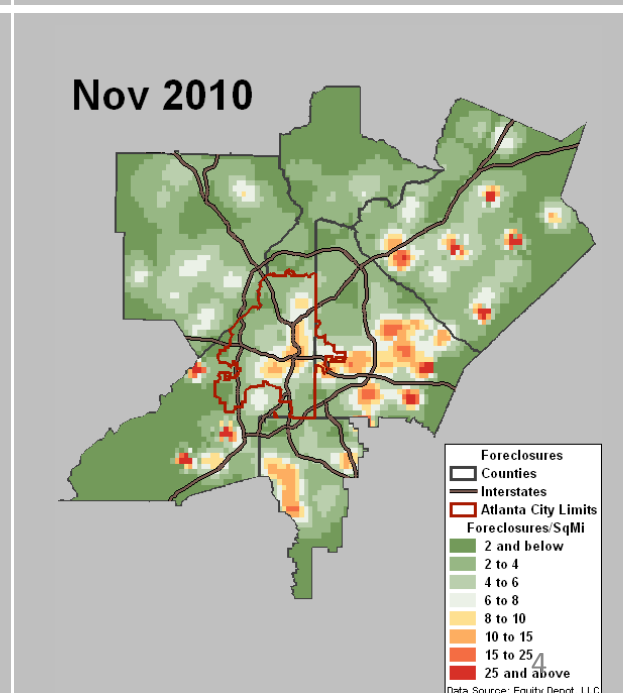 Nov 2010
Foreclosures
Counties
Interstates
Atlanta City Limits
Foreclosures/SqMi
2 and below
2 to 4
4 to 6
6 to 8
8 to 10
10 to 15
15 to 25
4
25 and above
Data Source: Equity Depot, LLC